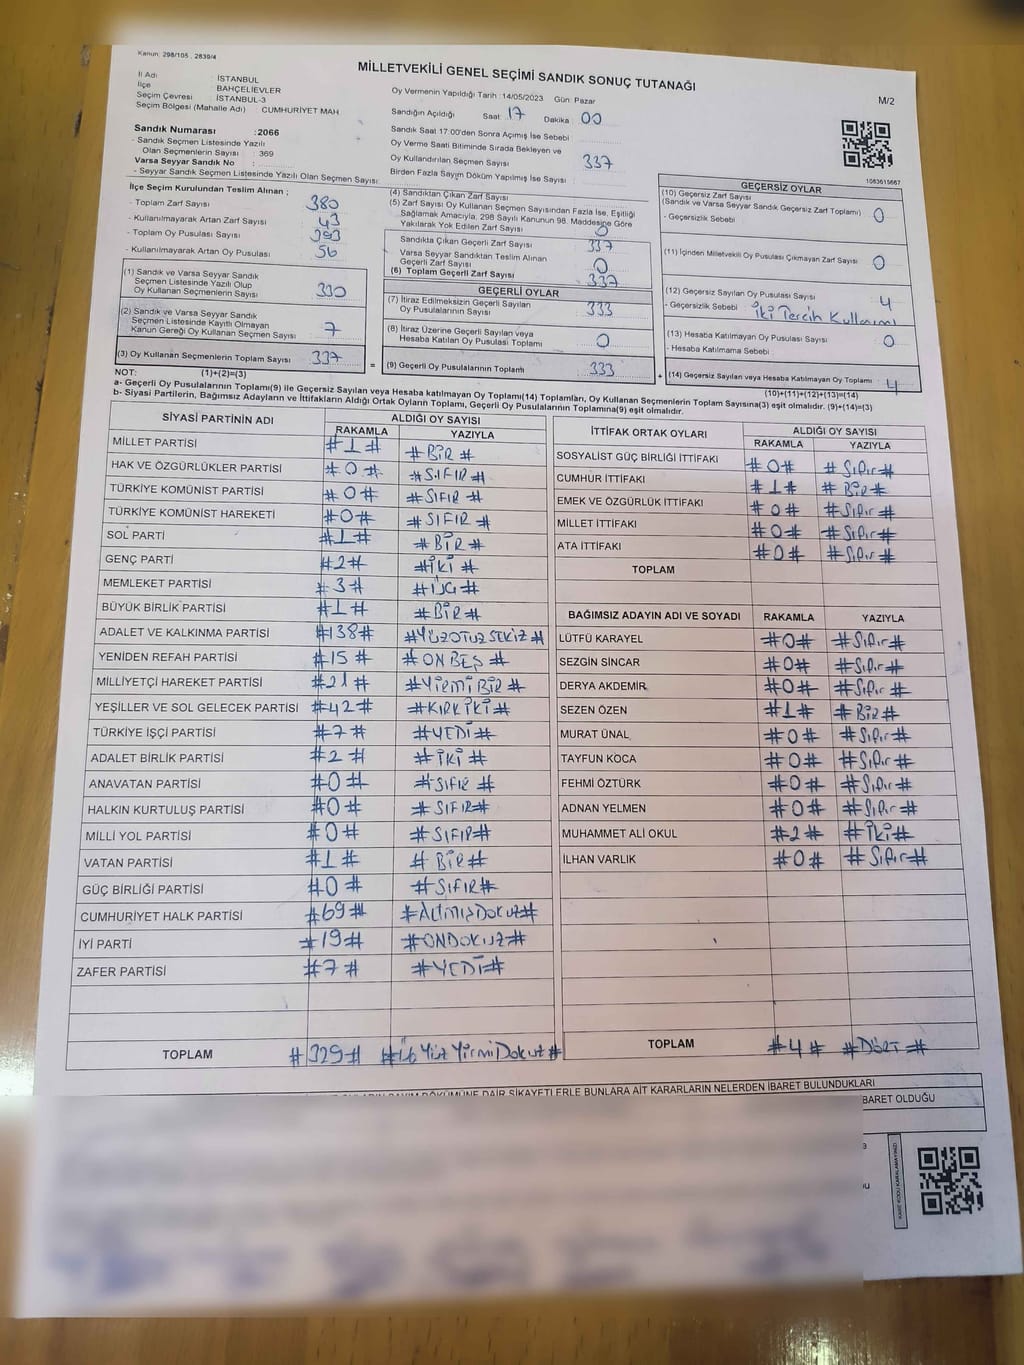 Kanun: 298/105 , 2839/4
MİLLETVEKİLİ GENEL SEÇİMİ SANDIK SONUÇ TUTANAĞI
M/2
İl Adı : İSTANBUL
İlçe : BAHÇELİEVLER
Seçim Çevresi : İSTANBUL-3
Seçim Bölgesi (Mahalle Adı) CUMHURİYET MAH
Sandık Numarası : 2066
- Sandık Seçmen Listesinde Yazılı
Olan Seçmenlerin Sayısı : 369
Varsa Seyyar Sandık No :
- Seyyar Sandık Seçmen Listesinde Yazılı Olan Seçmen Sayısı:
Oy Vermenin Yapıldığı Tarih : 14/05/2023 Gün: Pazar
Sandığın Açıldığı Saat: 17 Dakika 00
Sandık Saat 17:00'den Sonra Açımış İse Sebebi
Oy Verme Saati Bitiminde Sırada Bekleyen ve
Oy Kullandırılan Seçmen Sayısı 337
Birden Fazla Sayım Döküm Yapılmış İse Sayısı
1083615667
İlçe Seçim Kurulundan Teslim Alınan ;
- Toplam Zarf Sayısı 380
- Kullanılmayarak Artan Zarf Sayısı 43
- Toplam Oy Pusulası Sayısı 393
- Kullanılmayarak Artan Oy Pusulası 56
(1) Sandık ve Varsa Seyyar Sandık
Seçmen Listesinde Yazılı Olup
Oy Kullanan Seçmenlerin Sayısı 330
(2) Sandık ve Varsa Seyyar Sandık
Seçmen Listesinde Kayıtlı Olmayan
Kanun Gereği Oy Kullanan Seçmen Sayısı 7
(3) Oy Kullanan Seçmenlerin Toplam Sayısı 337
(4) Sandıktan Çıkan Zarf Sayısı
(5) Zarf Sayısı Oy Kullanan Seçmen Sayısından Fazla İse, Eşitliği
Sağlamak Amacıyla, 298 Sayılı Kanunun 98. Maddesine Göre
Yakılarak Yok Edilen Zarf Sayısı 0
Sandıkta Çıkan Geçerli Zarf Sayısı 337
Varsa Seyyar Sandıktan Teslim Alınan
Geçerli Zarf Sayısı 0
(6) Toplam Geçerli Zarf Sayısı 337
GEÇERLİ OYLAR
(7) İtiraz Edilmeksizin Geçerli Sayılan
Oy Pusulalarının Sayısı 333
(8) İtiraz Üzerine Geçerli Sayılan veya
Hesaba Katılan Oy Pusulası Toplamı 0
= (9) Geçerli Oy Pusulalarının Toplamı 333
GEÇERSİZ OYLAR
(10) Geçersiz Zarf Sayısı
(Sandık ve Varsa Seyyar Sandık Geçersiz Zarf Toplamı) 0
- Geçersizlik Sebebi
(11) İçinden Milletvekili Oy Pusulası Çıkmayan Zarf Sayısı 0
(12) Geçersiz Sayılan Oy Pusulası Sayısı 4
- Geçersizlik Sebebi İki Tercih Kullanımı
(13) Hesaba Katılmayan Oy Pusulası Sayısı 0
- Hesaba Katılmama Sebebi
+ (14) Geçersiz Sayılan veya Hesaba Katılmayan Oy Toplamı 4
NOT: (1)+(2)=(3) (10)+(11)+(12)+(13)=(14)
a- Geçerli Oy Pusulalarının Toplamı(9) ile Geçersiz Sayılan veya Hesaba katılmayan Oy Toplamı(14) Toplamları, Oy Kullanan Seçmenlerin Toplam Sayısına(3) eşit olmalıdır. (9)+(14)=(3)
b- Siyasi Partilerin, Bağımsız Adayların ve İttifakların Aldığı Ortak Oyların Toplamı, Geçerli Oy Pusulalarının Toplamına(9) eşit olmalıdır.
SİYASİ PARTİNİN ADI ALDIĞI OY SAYISI
RAKAMLA YAZIYLA
MİLLET PARTİSİ #1# #BİR#
HAK VE ÖZGÜRLÜKLER PARTİSİ #0# #SIFIR#
TÜRKİYE KOMÜNİST PARTİSİ #0# #SIFIR#
TÜRKİYE KOMÜNİST HAREKETİ #0# #SIFIR#
SOL PARTİ #1# #BİR#
GENÇ PARTİ #2# #İKİ#
MEMLEKET PARTİSİ #3# #ÜÇ#
BÜYÜK BİRLİK PARTİSİ #1# #BİR#
ADALET VE KALKINMA PARTİSİ #138# #YÜZOTUZSEKİZ#
YENİDEN REFAH PARTİSİ #15# #ONBEŞ#
MİLLİYETÇİ HAREKET PARTİSİ #21# #YİRMİBİR#
YEŞİLLER VE SOL GELECEK PARTİSİ #42# #KIRKİKİ#
TÜRKİYE İŞÇİ PARTİSİ #7# #YEDİ#
ADALET BİRLİK PARTİSİ #2# #İKİ#
ANAVATAN PARTİSİ #0# #SIFIR#
HALKIN KURTULUŞ PARTİSİ #0# #SIFIR#
MİLLİ YOL PARTİSİ #0# #SIFIR#
VATAN PARTİSİ #1# #BİR#
GÜÇ BİRLİĞİ PARTİSİ #0# #SIFIR#
CUMHURİYET HALK PARTİSİ #69# #ALTMIŞDOKUZ#
İYİ PARTİ #19# #ONDOKUZ#
ZAFER PARTİSİ #7# #YEDİ#
TOPLAM #329# #ÜçYüzYirmiDokuz#
İTTİFAK ORTAK OYLARI ALDIĞI OY SAYISI
RAKAMLA YAZIYLA
SOSYALİST GÜÇ BİRLİĞİ İTTİFAKI #0# #Sıfır#
CUMHUR İTTİFAKI #1# #BİR#
EMEK VE ÖZGÜRLÜK İTTİFAKI #0# #Sıfır#
MİLLET İTTİFAKI #0# #Sıfır#
ATA İTTİFAKI #0# #Sıfır#
TOPLAM
BAĞIMSIZ ADAYIN ADI VE SOYADI RAKAMLA YAZIYLA
LÜTFÜ KARAYEL #0# #Sıfır#
SEZGİN SİNCAR #0# #Sıfır#
DERYA AKDEMİR #0# #Sıfır#
SEZEN ÖZEN #1# #BİR#
MURAT ÜNAL #0# #Sıfır#
TAYFUN KOCA #0# #Sıfır#
FEHMİ ÖZTÜRK #0# #Sıfır#
ADNAN YELMEN #0# #Sıfır#
MUHAMMET ALİ OKUL #2# #İKİ#
İLHAN VARLIK #0# #Sıfır#
TOPLAM #4# #DÖRT#
DÖKÜMÜNE DAİR ŞİKAYETLERLE BUNLARA AİT KARARLARIN NELERDEN İBARET BULUNDUKLARI
BARET OLDUĞU